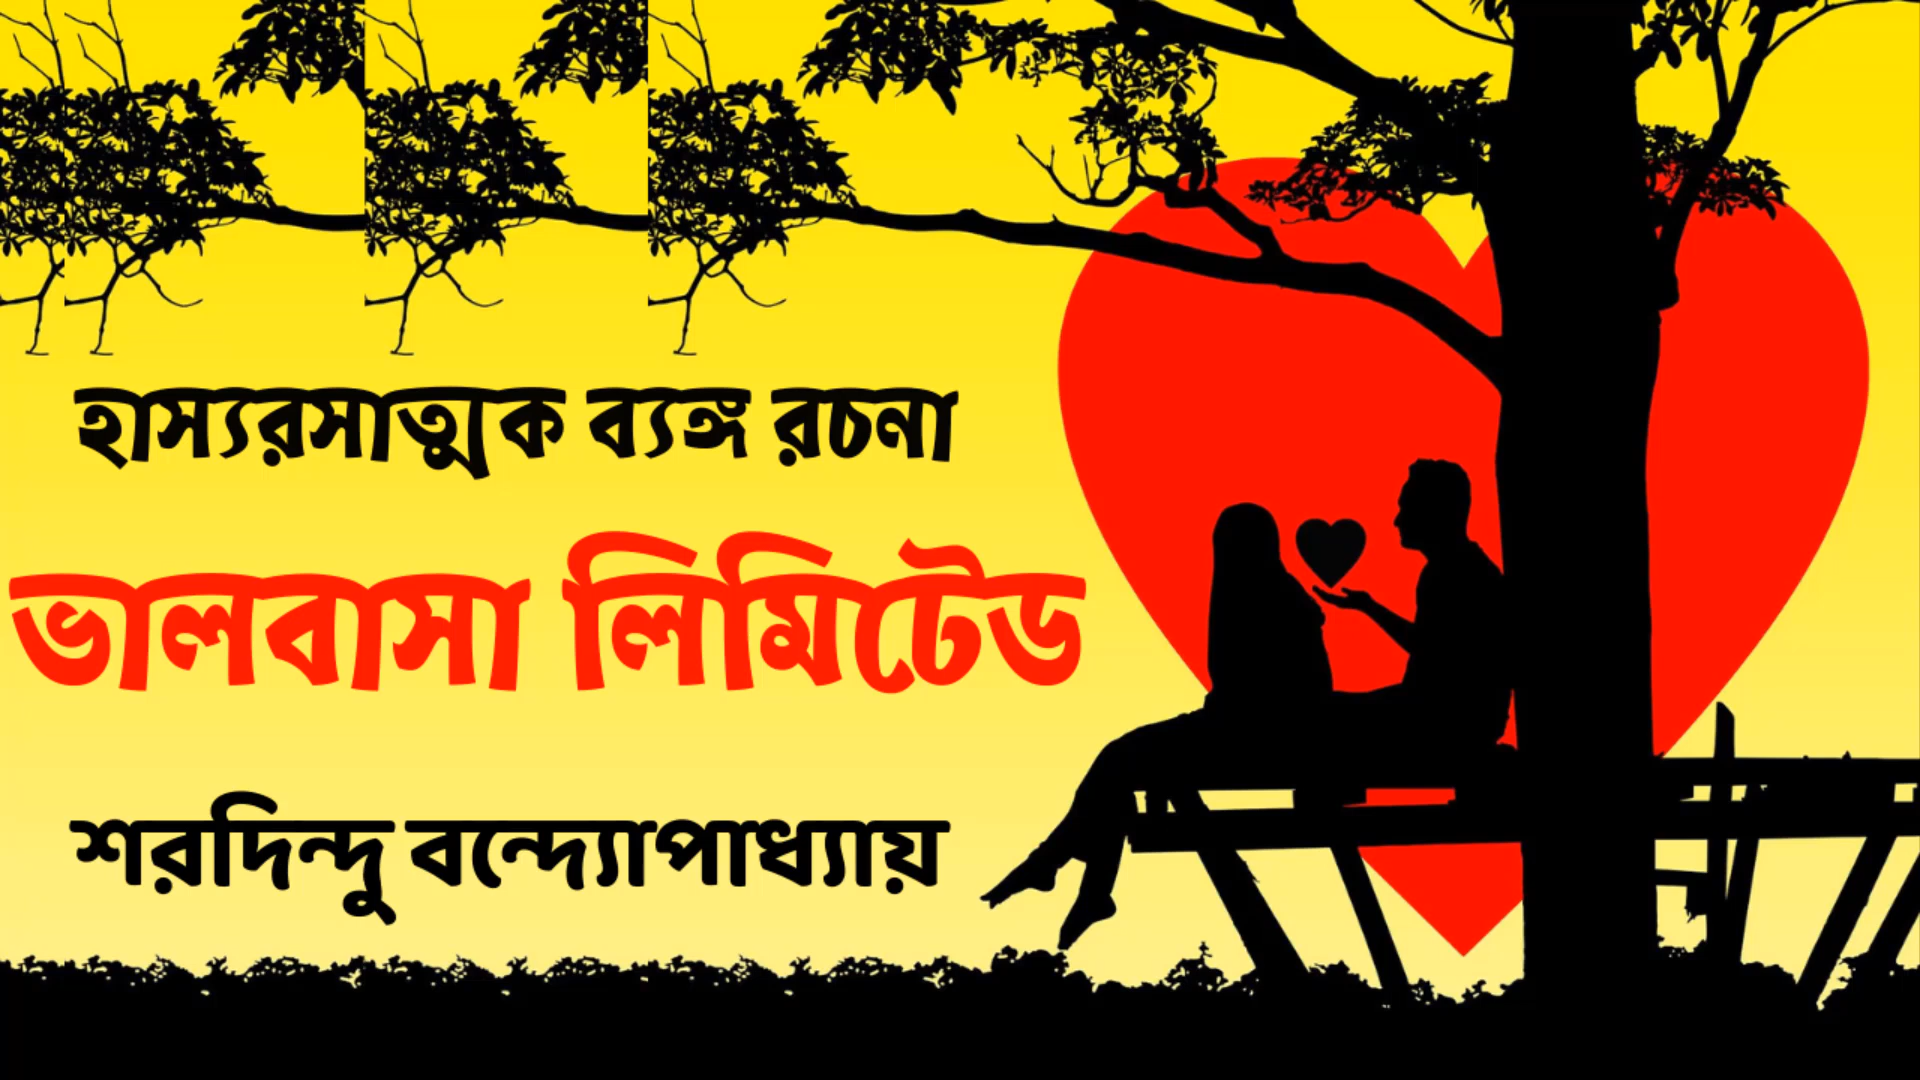 হাস্যরসাত্মক ব্যঙ্গ রচনা
ভালবাসা লিমিটেড
শরদিন্দু বন্দ্যোপাধ্যায়